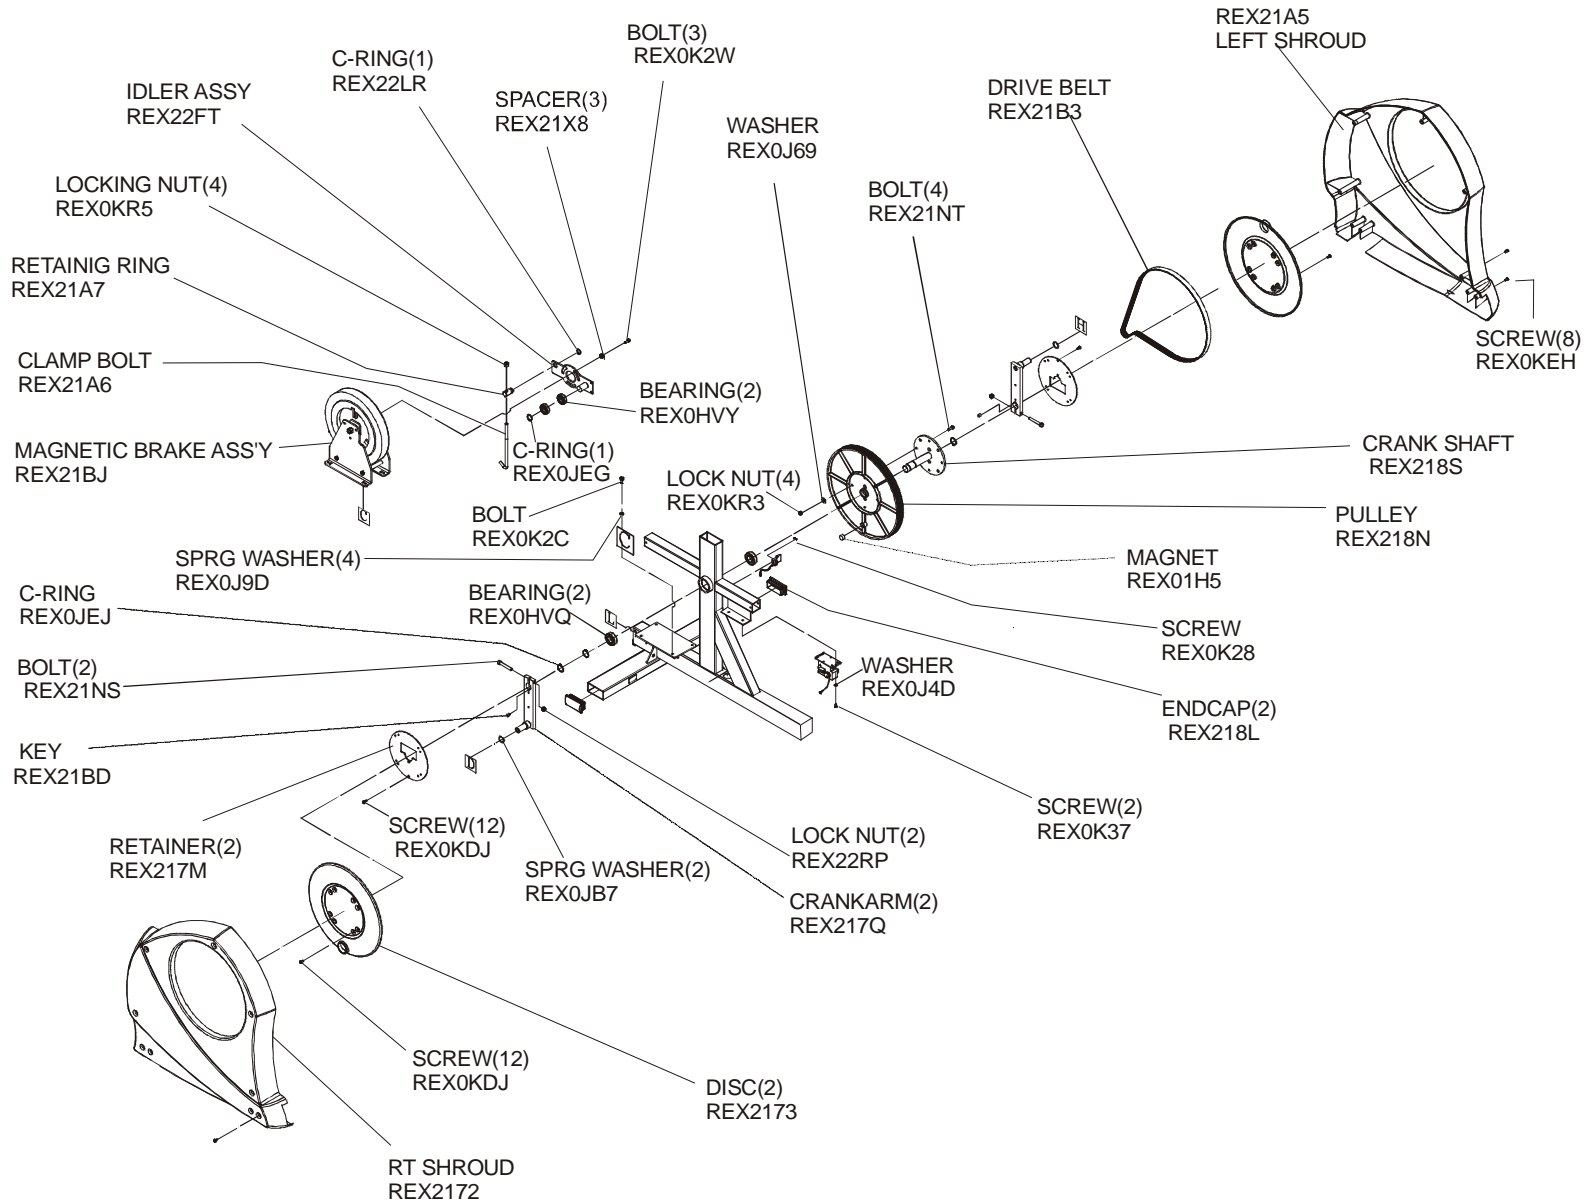 REX21A5
LEFT SHROUD
BOLT(3)
REX0K2W
C-RING(1)
REX22LR
IDLER ASSY
REX22FT
SPACER(3)
REX21X8
DRIVE BELT
REX21B3
WASHER
REX0J69
LOCKING NUT(4)
REX0KR5
BOLT(4)
REX21NT
RETAINIG RING
REX21A7
SCREW(8)
REX0KEH
CLAMP BOLT
REX21A6
BEARING(2)
REX0HVY
MAGNETIC BRAKE ASS'Y
REX21BJ
C-RING(1)
REX0JEG
CRANK SHAFT
REX218S
LOCK NUT(4)
REX0KR3
BOLT
REX0K2C
PULLEY
REX218N
SPRG WASHER(4)
REX0J9D
MAGNET
REX01H5
C-RING
REX0JEJ
BEARING(2)
REX0HVQ
SCREW
REX0K28
BOLT(2)
REX21NS
WASHER
REX0J4D
ENDCAP(2)
REX218L
KEY
REX21BD
SCREW(2)
REX0K37
RETAINER(2)
REX217M
SCREW(12)
REX0KDJ
LOCK NUT(2)
REX22RP
SPRG WASHER(2)
REX0JB7
CRANKARM(2)
REX217Q
SCREW(12)
REX0KDJ
DISC(2)
REX2173
RT SHROUD
REX2172
H
C
C
L
D